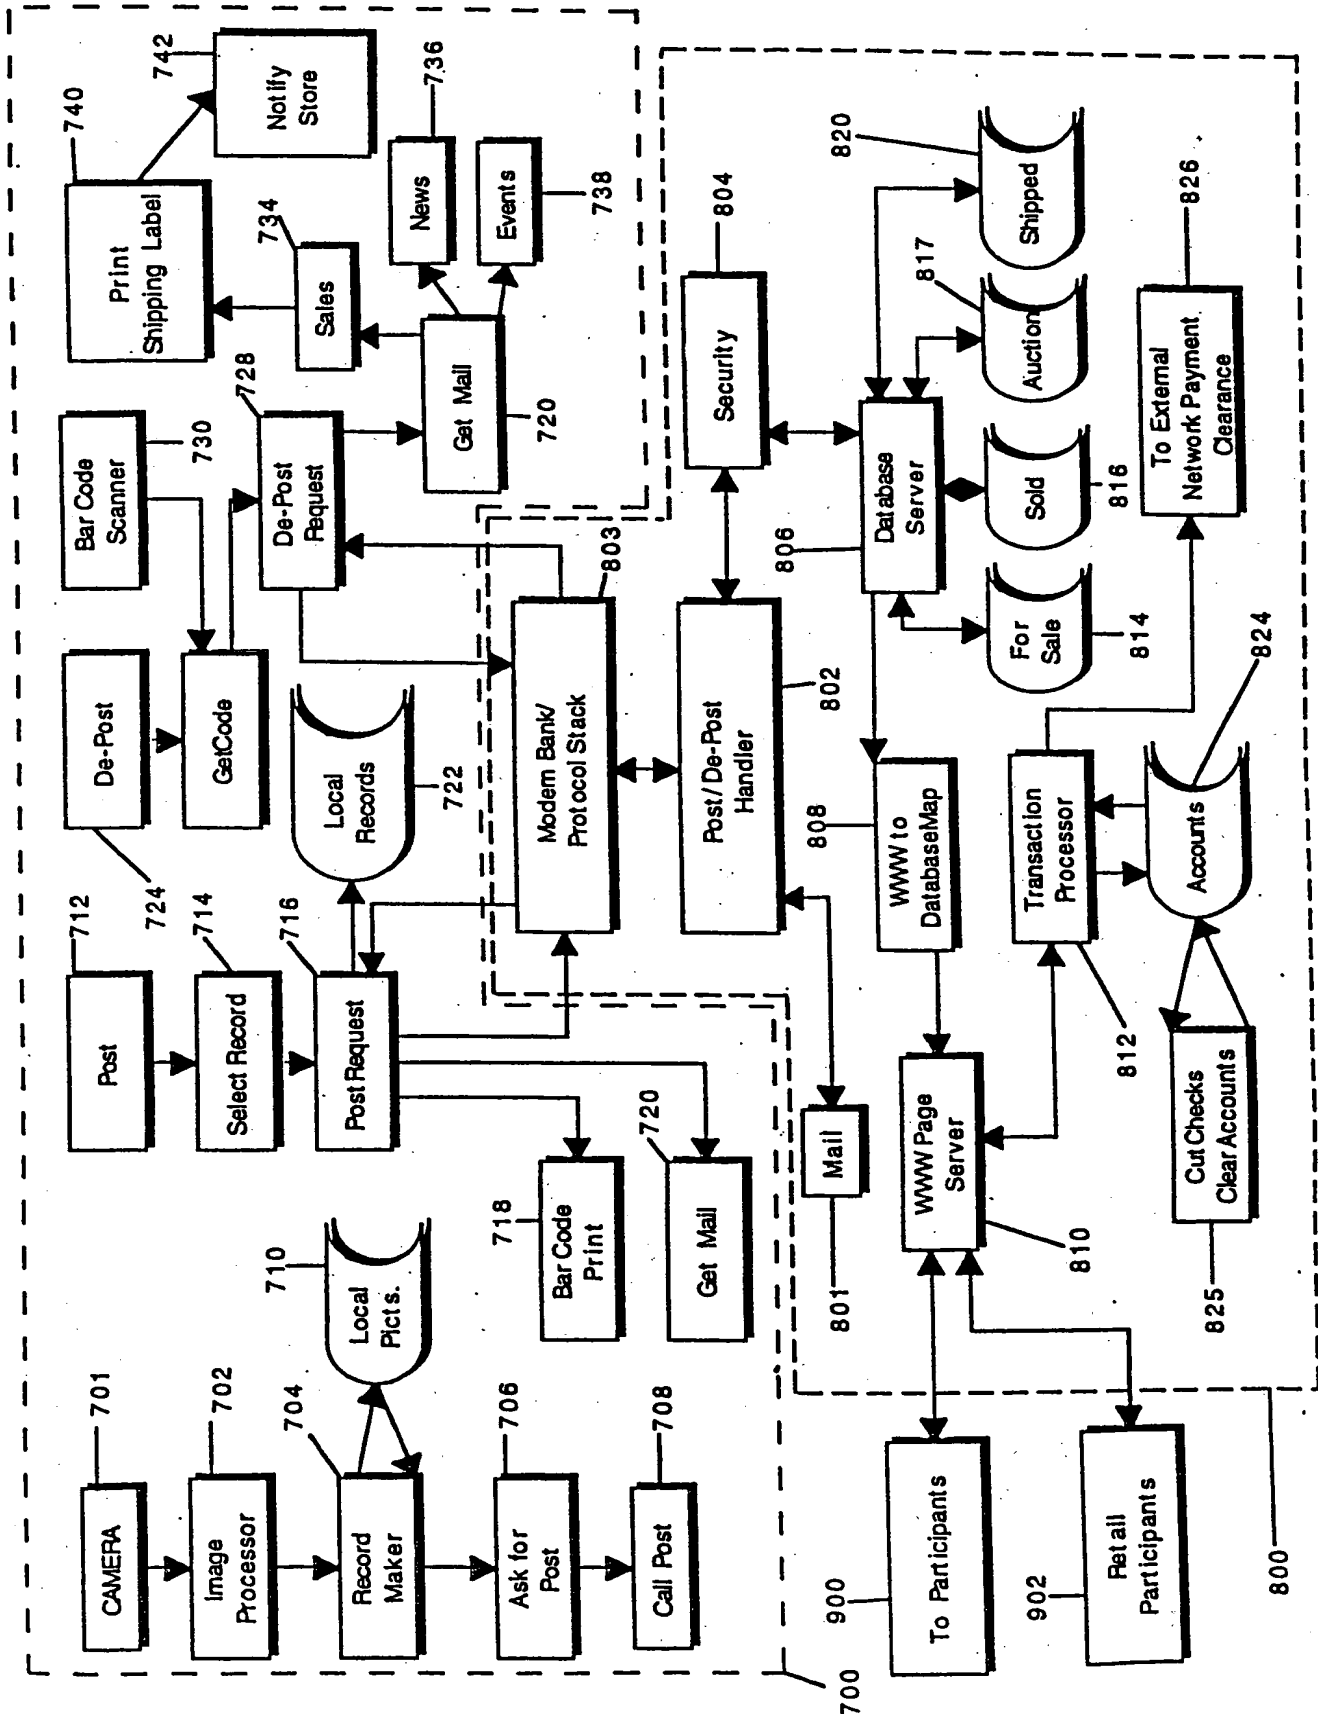 701
CAMERA
702
Image
Processor
704
Record
Maker
710
Local
Picts.
706
Ask for
Post
708
Call Post
712
Post
714
Select Record
716
Post Request
718
Bar Code
Print
720
Get Mail
722
Local
Records
724
De-Post
GetCode
730
Bar Code
Scanner
728
De-Post
Request
740
Print
Shipping Label
742
Notify
Store
734
Sales
736
News
738
Events
Get Mail
720
700
803
Modem Bank/
Protocol Stack
802
Post/De-Post
Handler
804
Security
801
Mail
806
Database
Server
820
Shipped
817
Auction
816
Sold
814
For
Sale
808
WWW to
DatabaseMap
810
WWW Page
Server
812
Transaction
Processor
824
Accounts
825
Cut Checks
Clear Accounts
826
To External
Network Payment
Clearance
900
To Participants
902
Retail
Participants
800